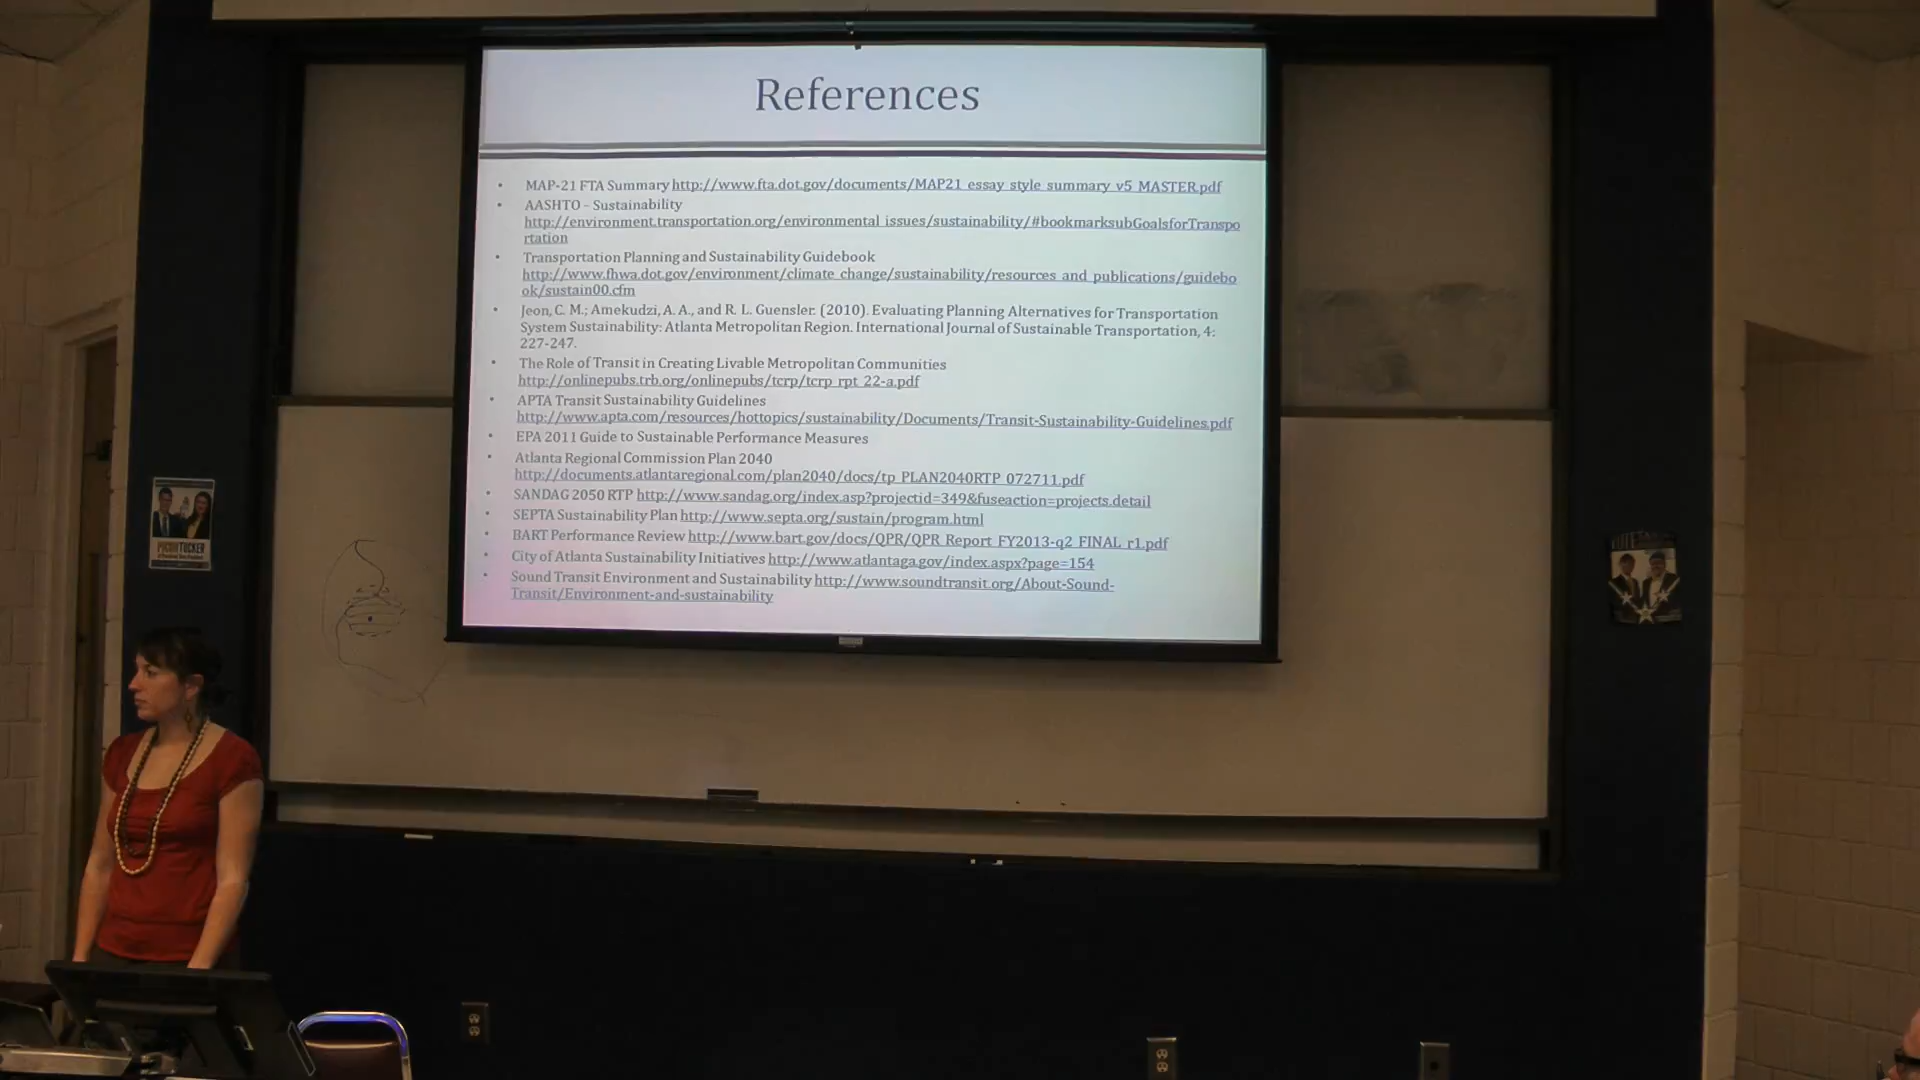 References
• MAP-21 FTA Summary http://www.fta.dot.gov/documents/MAP21_essay_style_summary_v5_MASTER.pdf
• AASHTO – Sustainability
http://environment.transportation.org/environmental_issues/sustainability/#bookmarksubGoalsforTranspo
rtation
• Transportation Planning and Sustainability Guidebook
http://www.fhwa.dot.gov/environment/climate_change/sustainability/resources_and_publications/guidebo
ok/sustain00.cfm
• Jeon, C. M.; Amekudzi, A. A., and R. L. Guensler. (2010). Evaluating Planning Alternatives for Transportation
System Sustainability: Atlanta Metropolitan Region. International Journal of Sustainable Transportation, 4:
227-247.
• The Role of Transit in Creating Livable Metropolitan Communities
http://onlinepubs.trb.org/onlinepubs/tcrp/tcrp_rpt_22-a.pdf
• APTA Transit Sustainability Guidelines
http://www.apta.com/resources/hottopics/sustainability/Documents/Transit-Sustainability-Guidelines.pdf
• EPA 2011 Guide to Sustainable Performance Measures
• Atlanta Regional Commission Plan 2040
http://documents.atlantaregional.com/plan2040/docs/tp_PLAN2040RTP_072711.pdf
• SANDAG 2050 RTP http://www.sandag.org/index.asp?projectid=349&fuseaction=projects.detail
• SEPTA Sustainability Plan http://www.septa.org/sustain/program.html
• BART Performance Review http://www.bart.gov/docs/QPR/QPR_Report_FY2013-q2_FINAL_r1.pdf
• City of Atlanta Sustainability Initiatives http://www.atlantaga.gov/index.aspx?page=154
• Sound Transit Environment and Sustainability http://www.soundtransit.org/About-Sound-
Transit/Environment-and-sustainability
TUCKER
VOTE